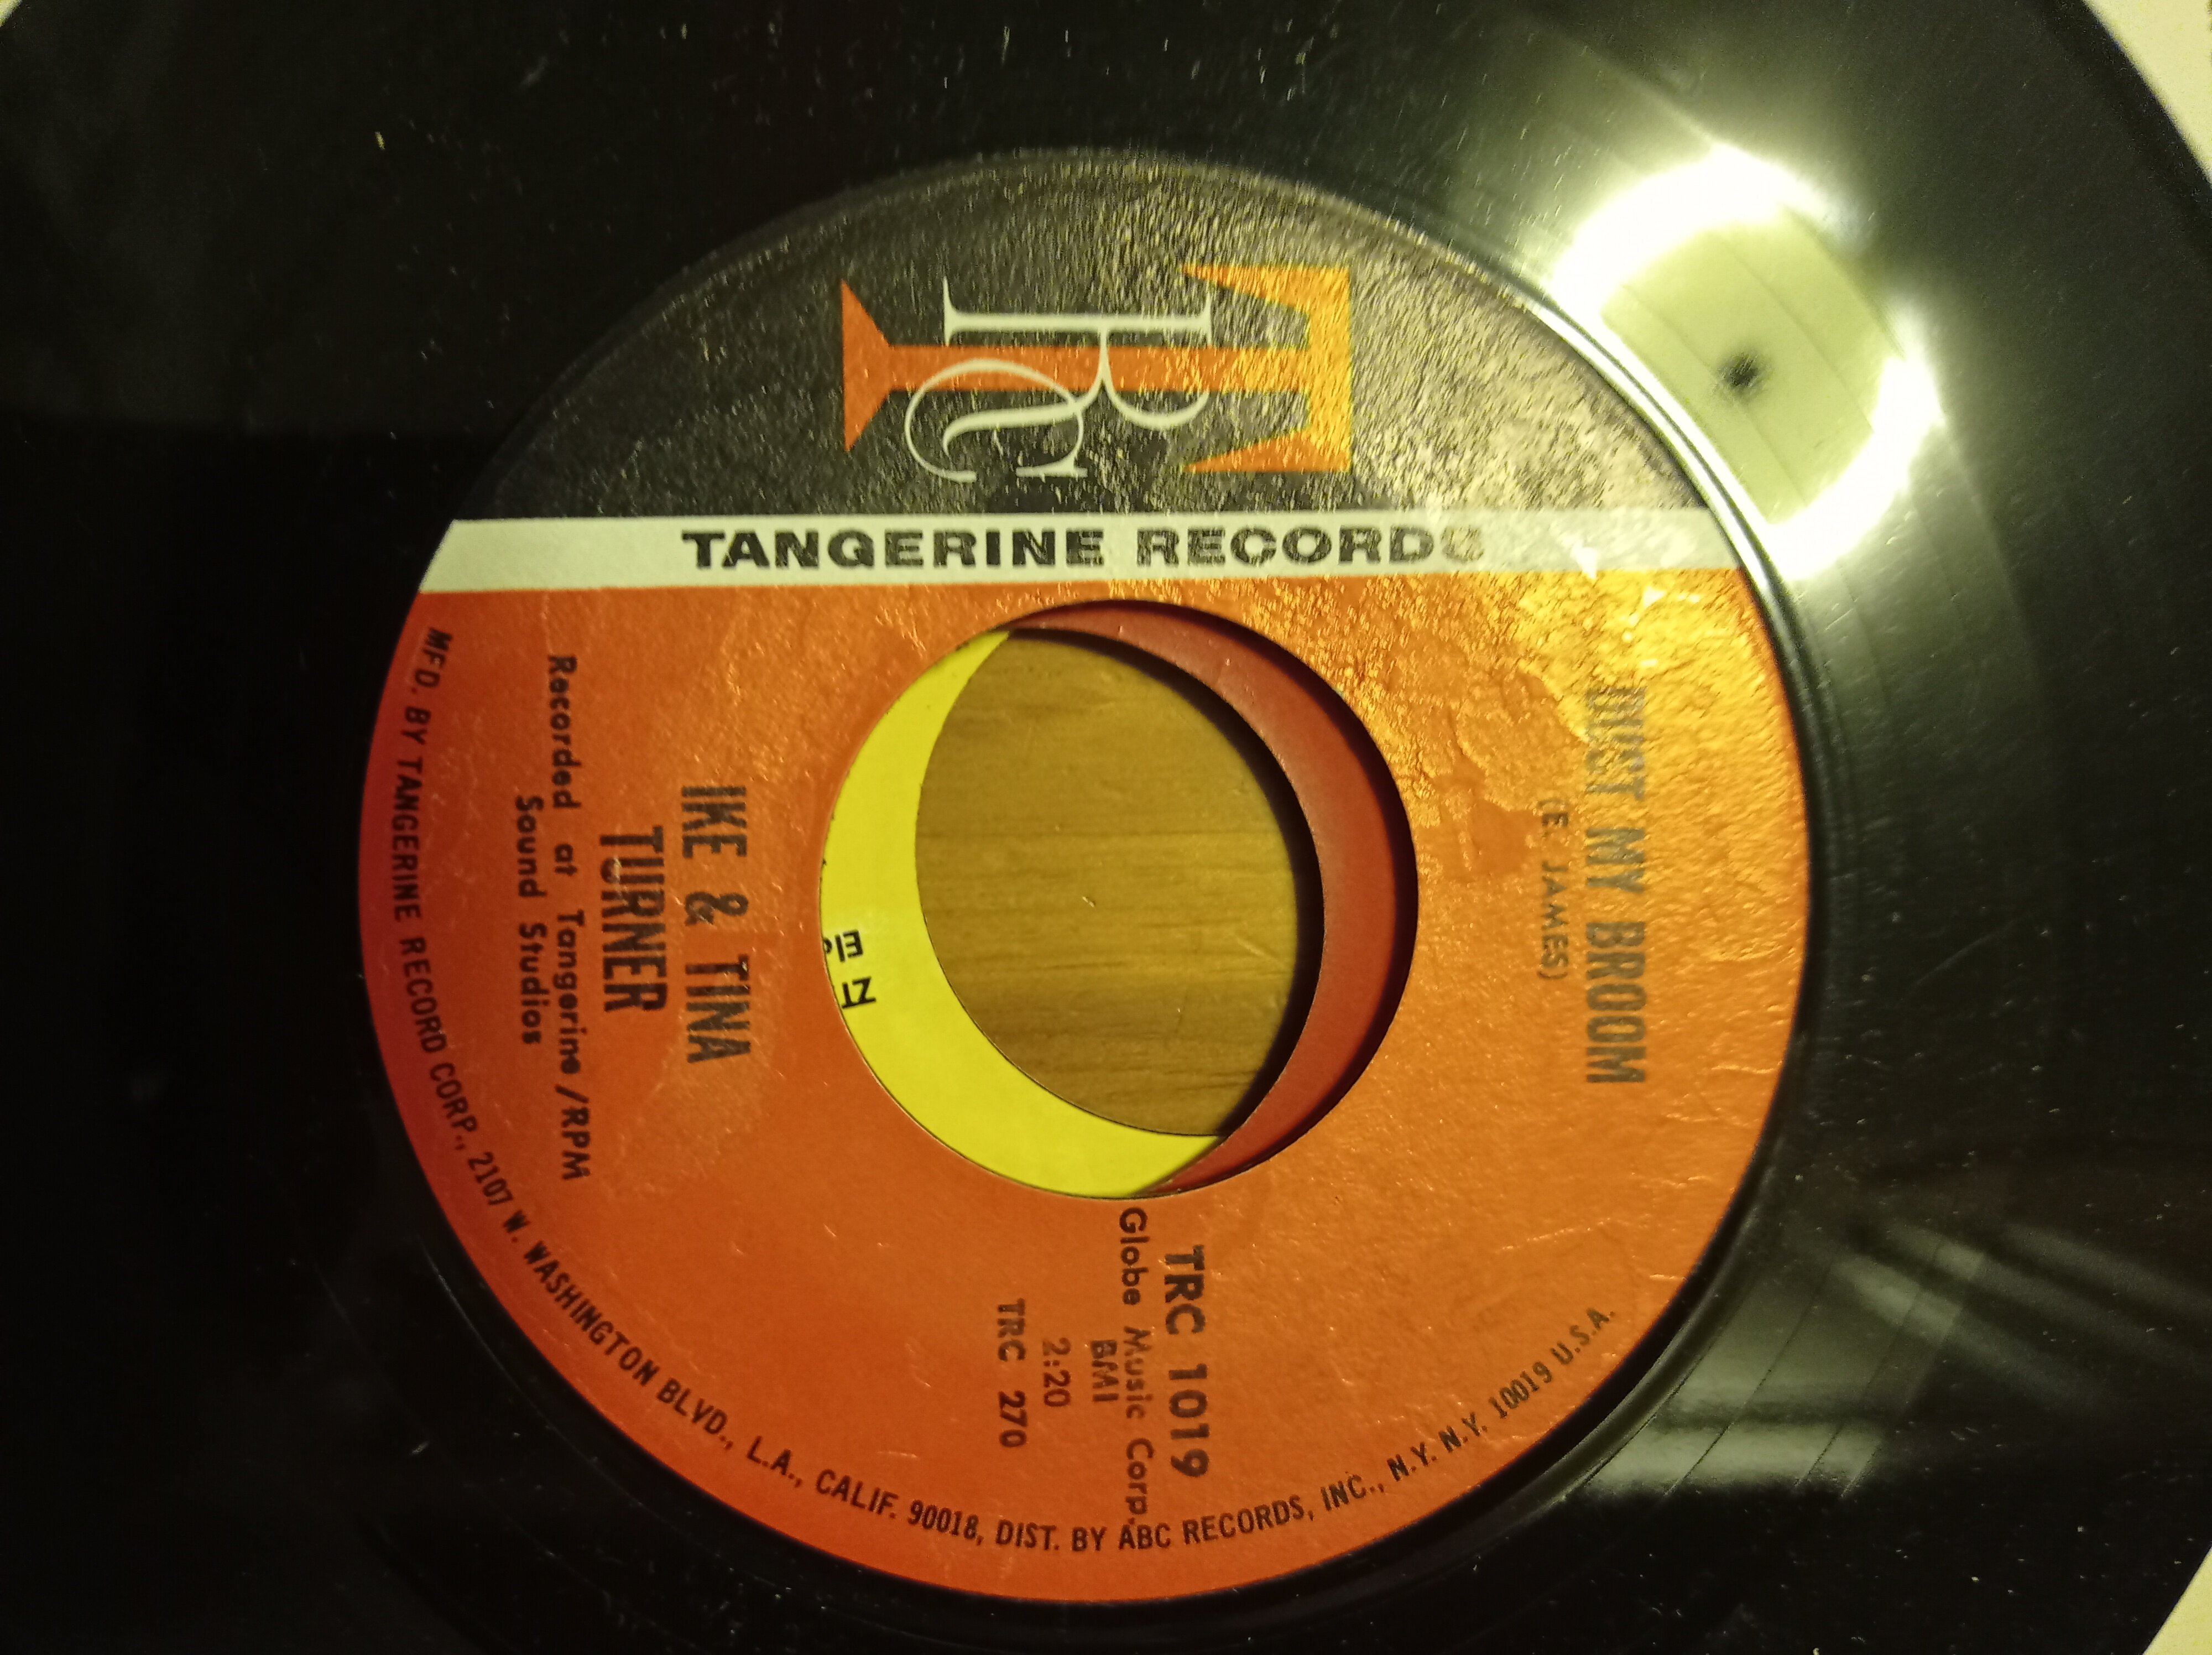 TRC
TANGERINE RECORDS
DUST MY BROOM
(E. JAMES)
TRC 1019
Globe Music Corp.
BMI
2:20
TRC 270
IKE & TINA
TURNER
Recorded at Tangerine/RPM
Sound Studios
MFD. BY TANGERINE RECORD CORP., 2107 W. WASHINGTON BLVD., L.A., CALIF. 90018, DIST. BY ABC RECORDS, INC., N.Y. N.Y. 10019 U.S.A.
ZT